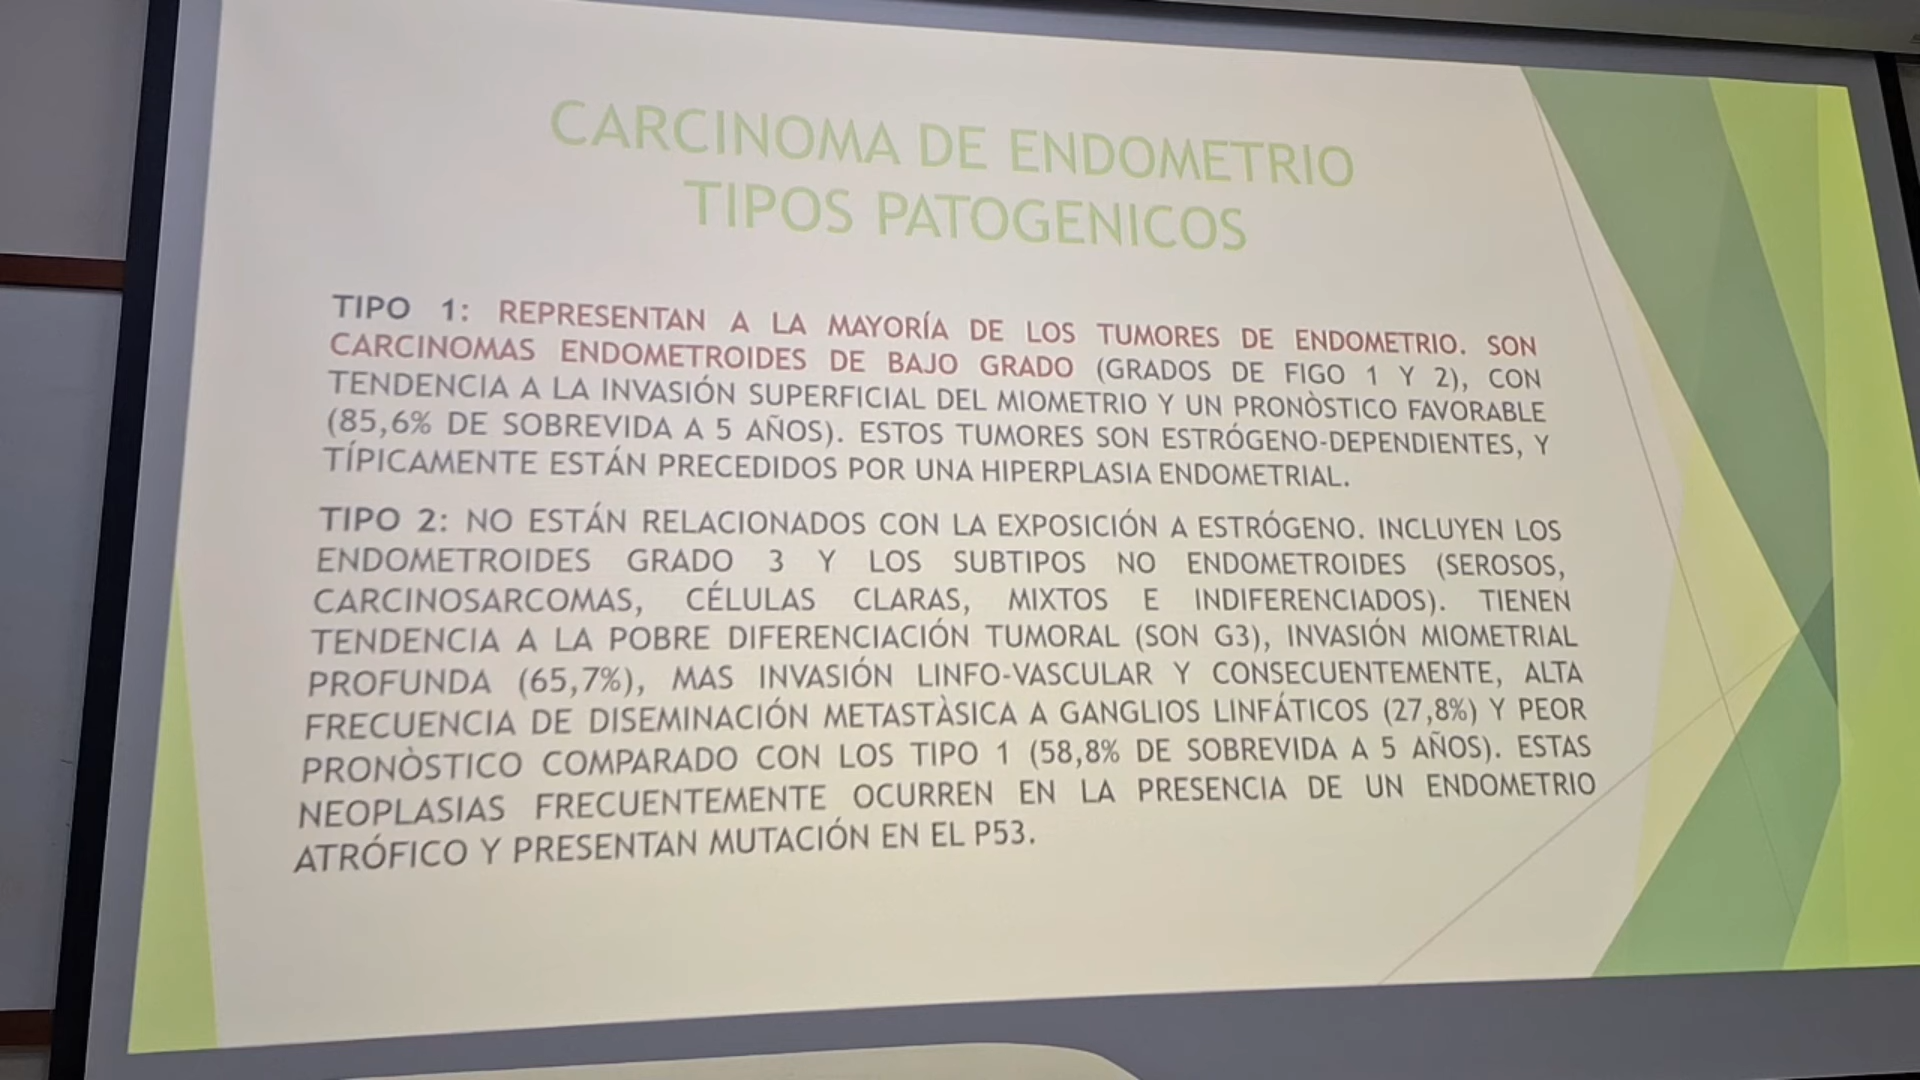 CARCINOMA DE ENDOMETRIO
TIPOS PATOGENICOS
TIPO 1: REPRESENTAN A LA MAYORÍA DE LOS TUMORES DE ENDOMETRIO. SON
CARCINOMAS ENDOMETROIDES DE BAJO GRADO (GRADOS DE FIGO 1 Y 2), CON
TENDENCIA A LA INVASIÓN SUPERFICIAL DEL MIOMETRIO Y UN PRONÒSTICO FAVORABLE
(85,6% DE SOBREVIDA A 5 AÑOS). ESTOS TUMORES SON ESTRÓGENO-DEPENDIENTES, Y
TÍPICAMENTE ESTÁN PRECEDIDOS POR UNA HIPERPLASIA ENDOMETRIAL.
TIPO 2: NO ESTÁN RELACIONADOS CON LA EXPOSICIÓN A ESTRÓGENO. INCLUYEN LOS
ENDOMETROIDES GRADO 3 Y LOS SUBTIPOS NO ENDOMETROIDES (SEROSOS,
CARCINOSARCOMAS, CÉLULAS CLARAS, MIXTOS E INDIFERENCIADOS). TIENEN
TENDENCIA A LA POBRE DIFERENCIACIÓN TUMORAL (SON G3), INVASIÓN MIOMETRIAL
PROFUNDA (65,7%), MAS INVASIÓN LINFO-VASCULAR Y CONSECUENTEMENTE, ALTA
FRECUENCIA DE DISEMINACIÓN METASTÀSICA A GANGLIOS LINFÁTICOS (27,8%) Y PEOR
PRONÒSTICO COMPARADO CON LOS TIPO 1 (58,8% DE SOBREVIDA A 5 AÑOS). ESTAS
NEOPLASIAS FRECUENTEMENTE OCURREN EN LA PRESENCIA DE UN ENDOMETRIO
ATRÓFICO Y PRESENTAN MUTACIÓN EN EL P53.